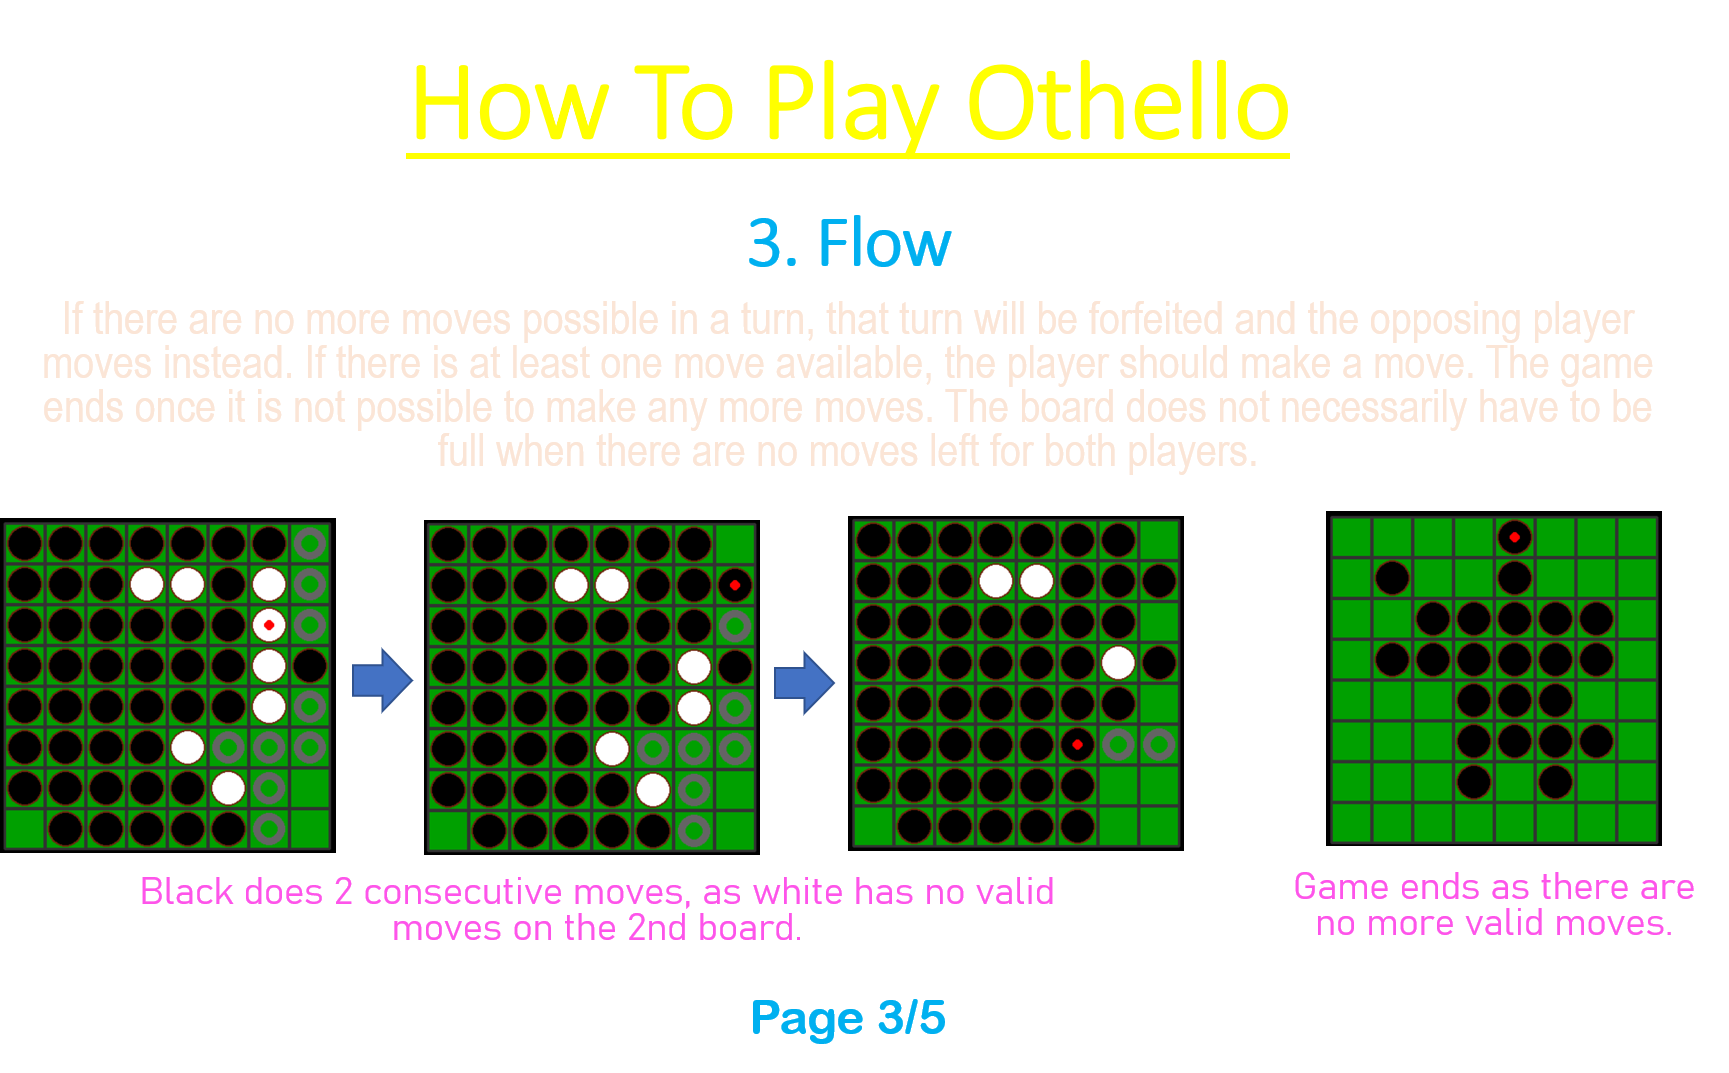 How To Play Othello
3. Flow
If there are no more moves possible in a turn, that turn will be forfeited and the opposing player
moves instead. If there is at least one move available, the player should make a move. The game
ends once it is not possible to make any more moves. The board does not necessarily have to be
full when there are no moves left for both players.
Black does 2 consecutive moves, as white has no valid
moves on the 2nd board.
Game ends as there are
no more valid moves.
Page 3/5